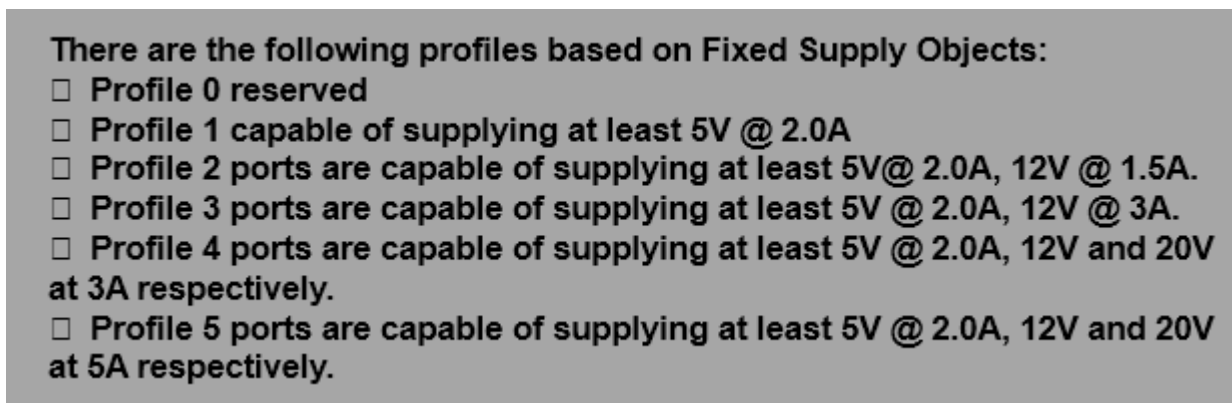 There are the following profiles based on Fixed Supply Objects:
□ Profile 0 reserved
□ Profile 1 capable of supplying at least 5V @ 2.0A
□ Profile 2 ports are capable of supplying at least 5V@ 2.0A, 12V @ 1.5A.
□ Profile 3 ports are capable of supplying at least 5V @ 2.0A, 12V @ 3A.
□ Profile 4 ports are capable of supplying at least 5V @ 2.0A, 12V and 20V
at 3A respectively.
□ Profile 5 ports are capable of supplying at least 5V @ 2.0A, 12V and 20V
at 5A respectively.